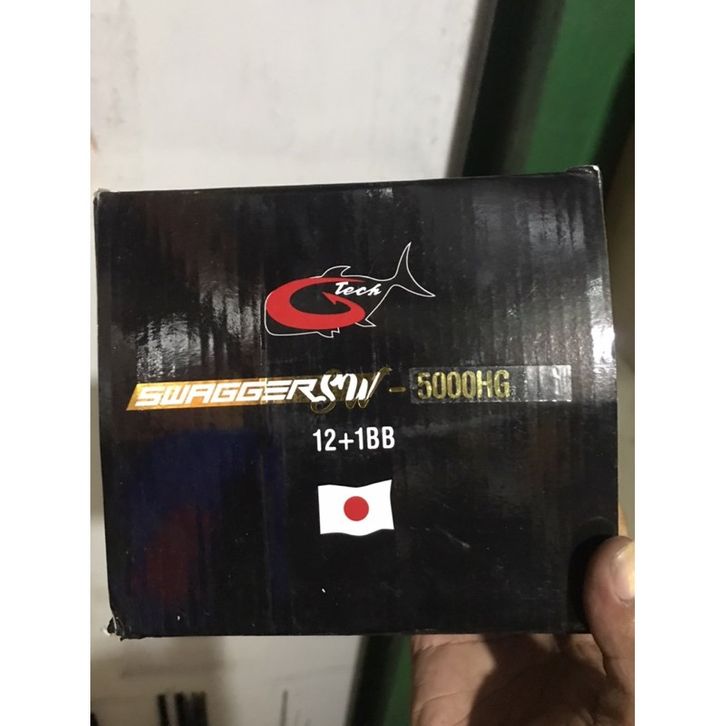 G Tech
SWAGGER SW - 5000HG
12+1BB